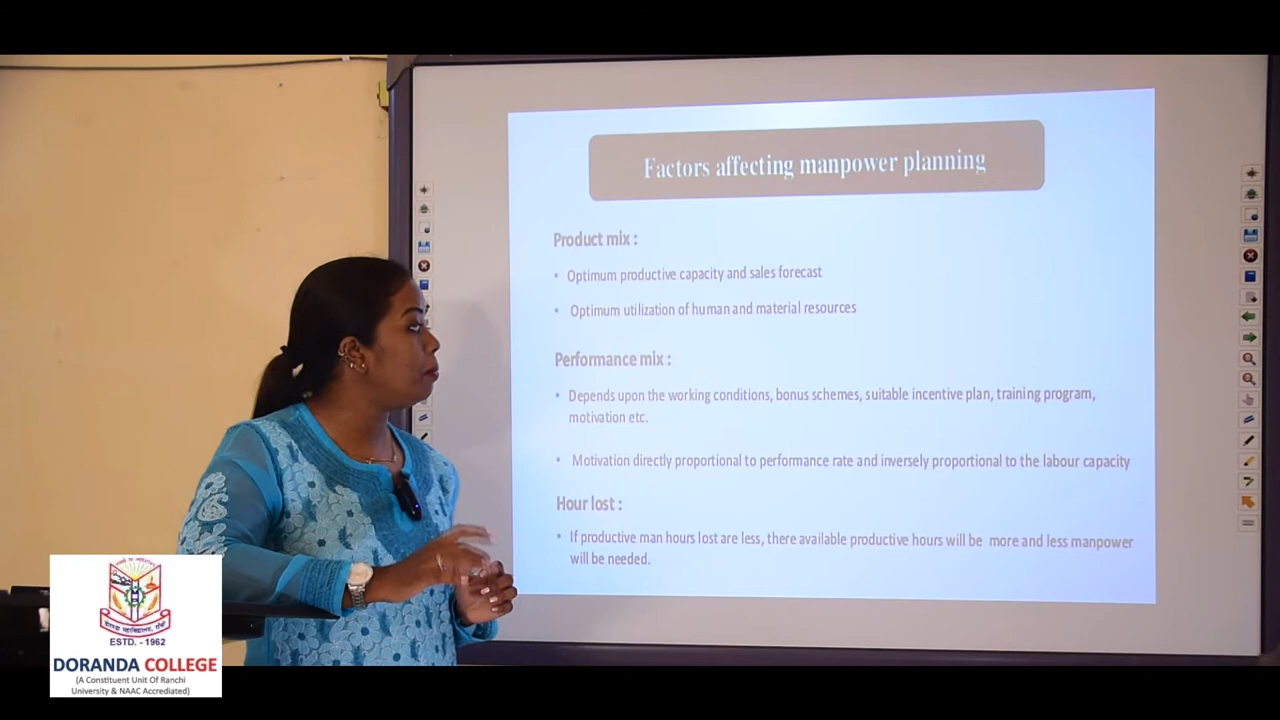 Factors affecting manpower planning
Product mix :
• Optimum productive capacity and sales forecast
• Optimum utilization of human and material resources
Performance mix :
• Depends upon the working conditions, bonus schemes, suitable incentive plan, training program,
motivation etc.
• Motivation directly proportional to performance rate and inversely proportional to the labour capacity
Hour lost :
• If productive man hours lost are less, there available productive hours will be more and less manpower
will be needed.
ESTD. - 1962
DORANDA COLLEGE
(A Constituent Unit Of Ranchi
University & NAAC Accredited)